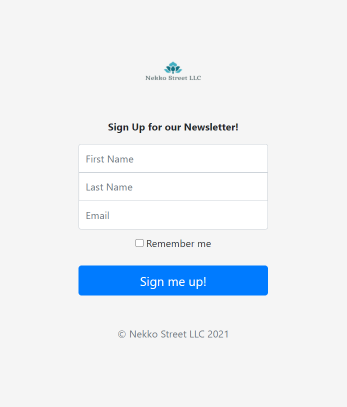 Nekko Street LLC
Sign Up for our Newsletter!
First Name
Last Name
Email
Remember me
Sign me up!
© Nekko Street LLC 2021